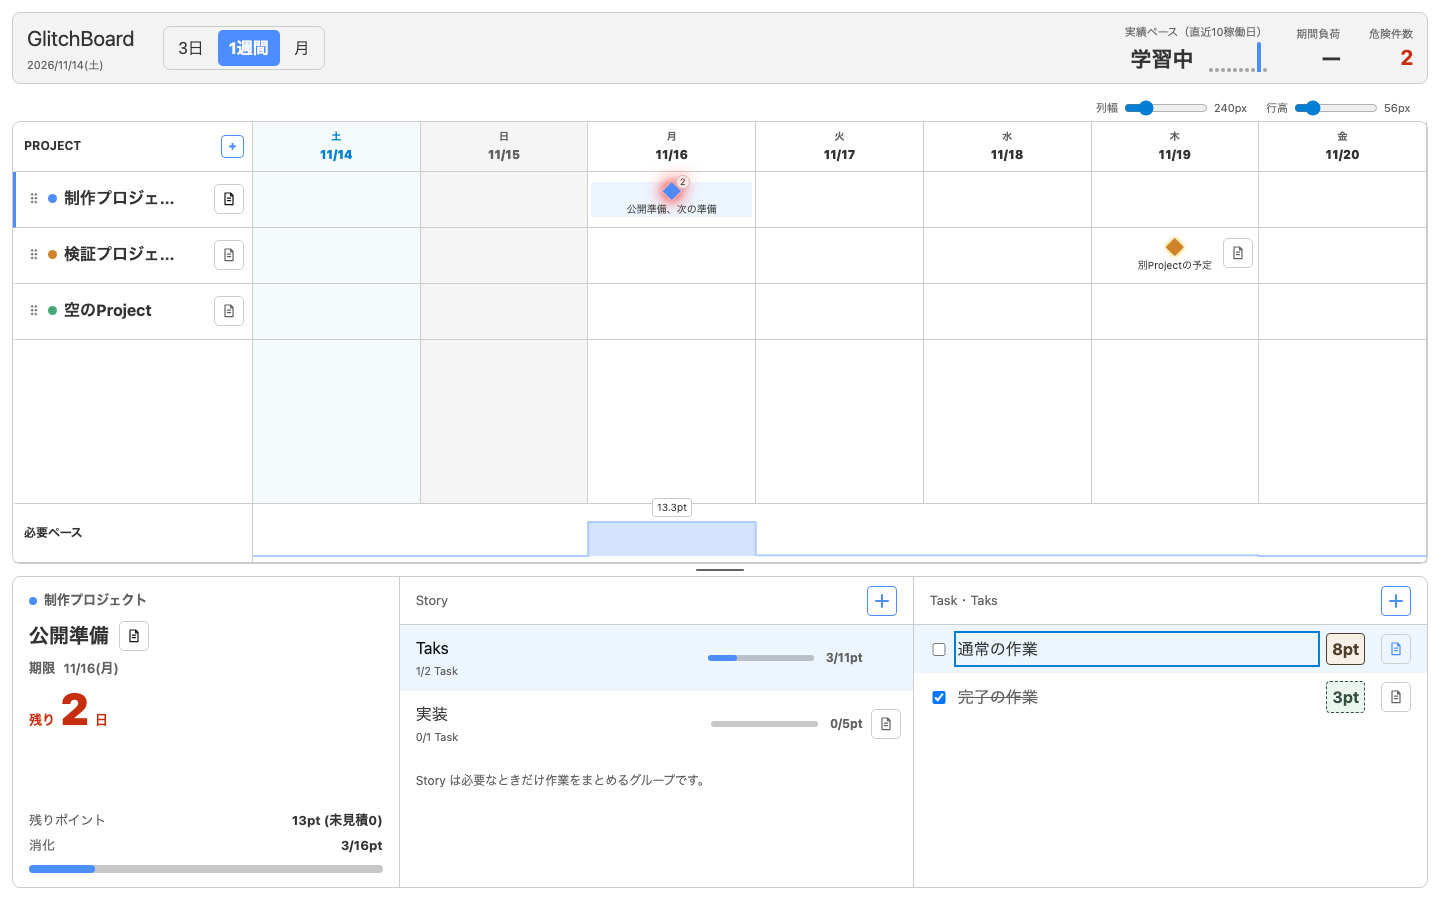 GlitchBoard
2026/11/14(土)
3日 1週間 月
実績ペース（直近10稼働日）
学習中
期間負荷
—
危険件数
2
列幅 240px 行高 56px
PROJECT +
土 11/14
日 11/15
月 11/16
火 11/17
水 11/18
木 11/19
金 11/20
制作プロジェ...
2
公開準備、次の準備
検証プロジェ...
別Projectの予定
空のProject
必要ペース
13.3pt
制作プロジェクト
公開準備
期限 11/16(月)
残り 2 日
残りポイント 13pt (未見積0)
消化 3/16pt
Story +
Taks
1/2 Task
3/11pt
実装
0/1 Task
0/5pt
Story は必要なときだけ作業をまとめるグループです。
Task・Taks +
通常の作業 8pt
完了の作業 3pt